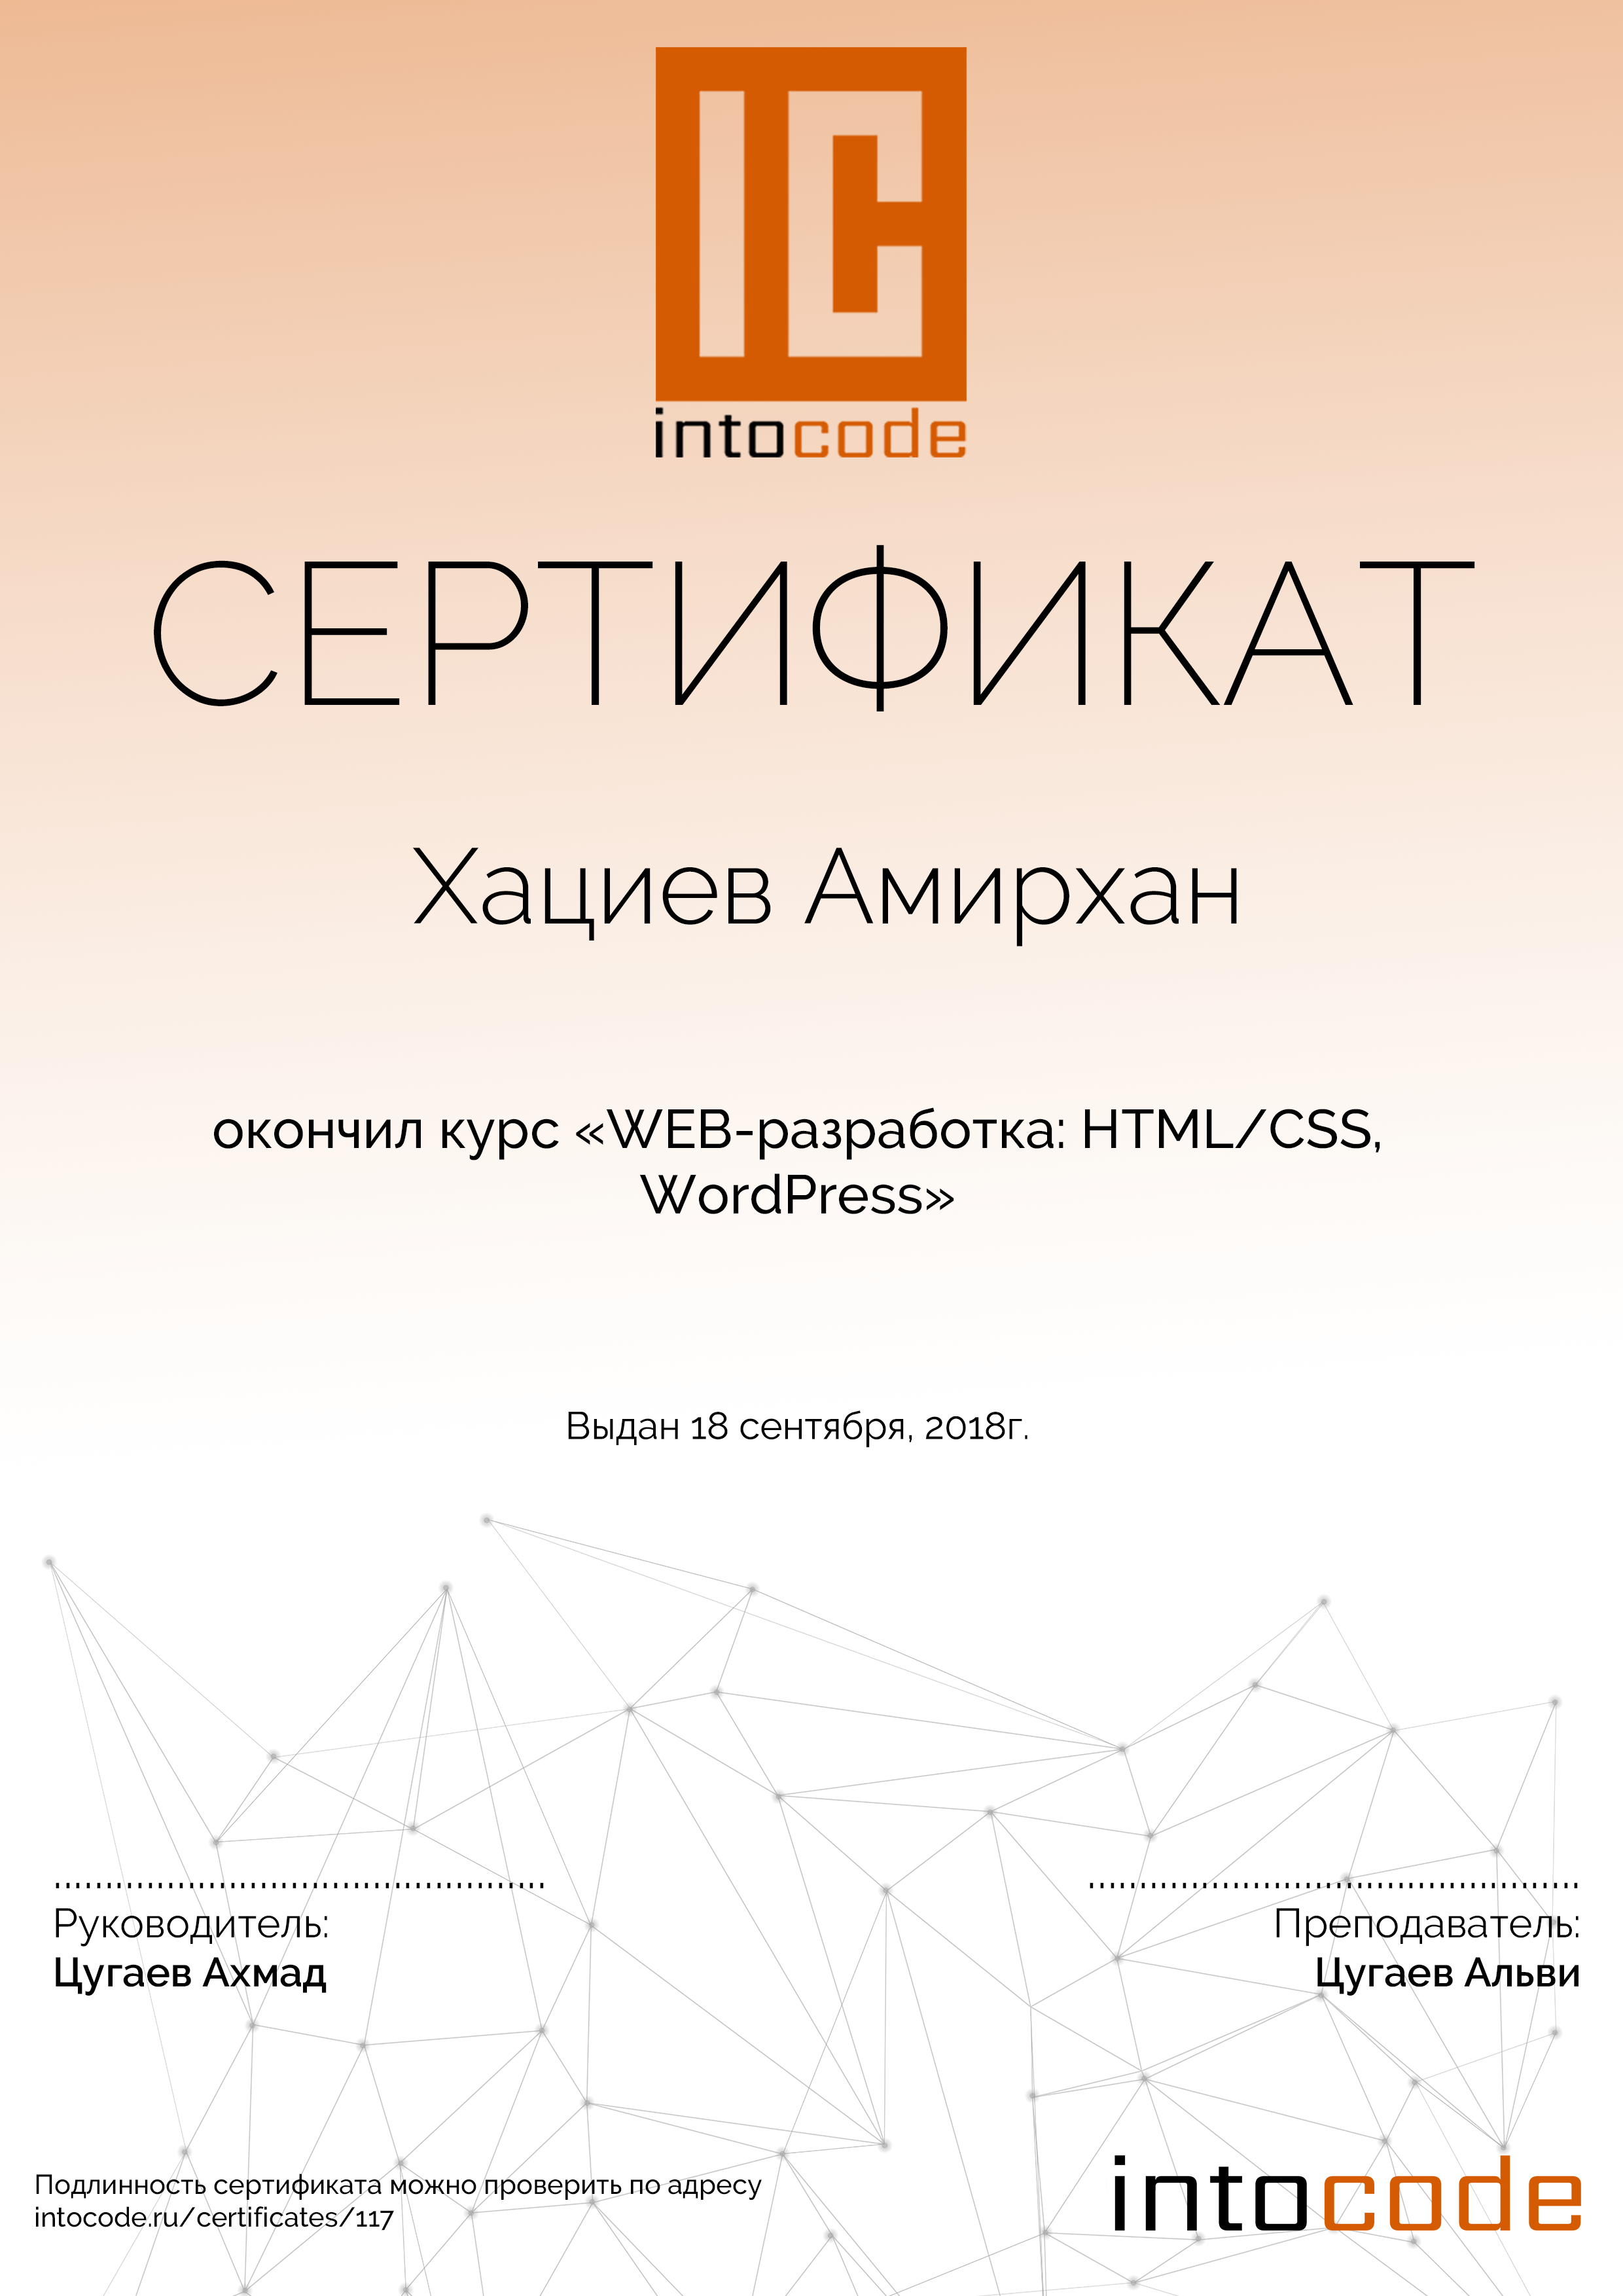 IC
intocode
СЕРТИФИКАТ
Хациев Амирхан
окончил курс «WEB-разработка: HTML/CSS,
WordPress»
Выдан 18 сентября, 2018г.
Руководитель:
Цугаев Ахмад
Преподаватель:
Цугаев Альви
Подлинность сертификата можно проверить по адресу
intocode.ru/certificates/117
intocode